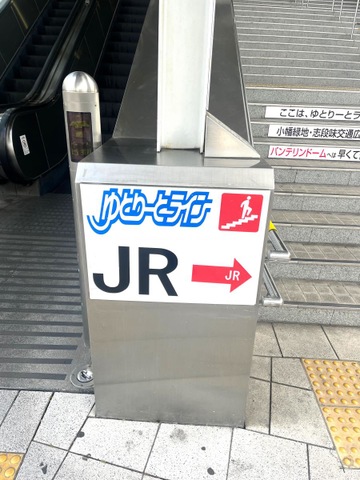 ここは、ゆとりーとラ
小幡緑地・志段味交通広
バンテリンドームへは早くて
ゆとりーとライン
JR
JR